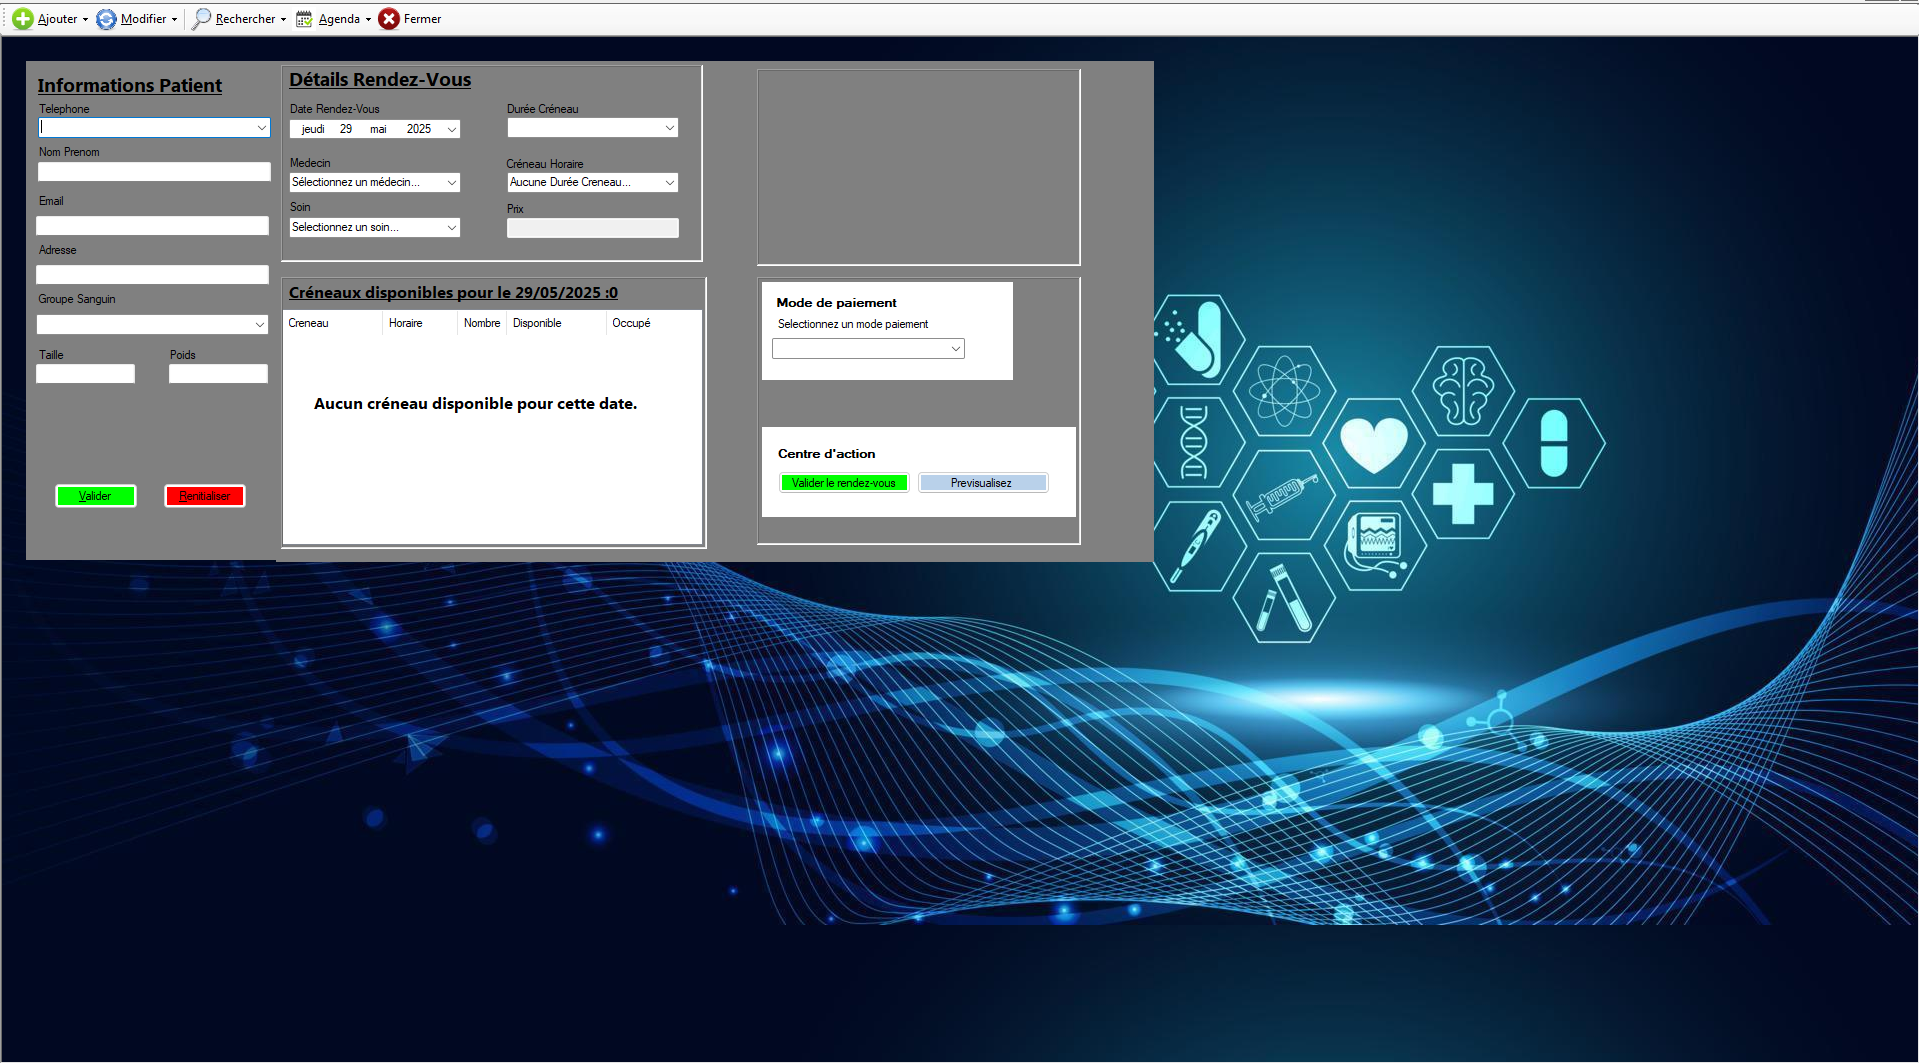 Ajouter
Modifier
Rechercher
Agenda
Fermer
Informations Patient
Telephone
Nom Prenom
Email
Adresse
Groupe Sanguin
Taille
Poids
Valider
Renitialiser
Détails Rendez-Vous
Date Rendez-Vous
Durée Créneau
jeudi 29 mai 2025
Medecin
Créneau Horaire
Sélectionnez un médecin...
Aucune Durée Creneau...
Soin
Prix
Selectionnez un soin...
Créneaux disponibles pour le 29/05/2025 :0
Creneau Horaire Nombre Disponible Occupé
Aucun créneau disponible pour cette date.
Mode de paiement
Selectionnez un mode paiement
Centre d'action
Valider le rendez-vous
Previsualisez